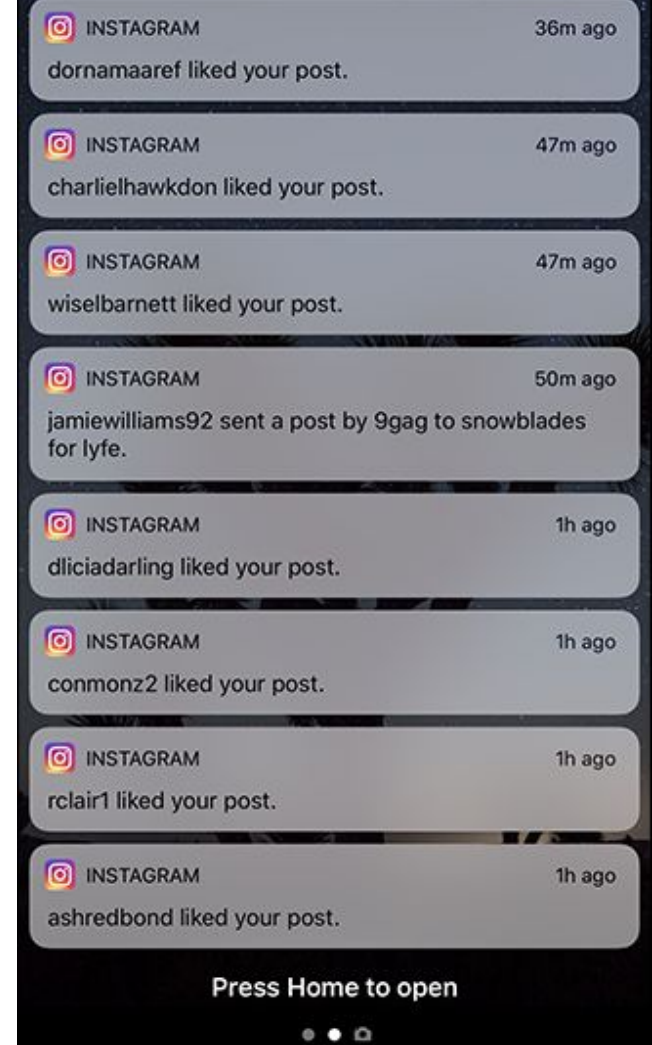 INSTAGRAM 36m ago
dornamaaref liked your post.
INSTAGRAM 47m ago
charlielhawkdon liked your post.
INSTAGRAM 47m ago
wiselbarnett liked your post.
INSTAGRAM 50m ago
jamiewilliams92 sent a post by 9gag to snowblades
for lyfe.
INSTAGRAM 1h ago
dliciadarling liked your post.
INSTAGRAM 1h ago
conmonz2 liked your post.
INSTAGRAM 1h ago
rclair1 liked your post.
INSTAGRAM 1h ago
ashredbond liked your post.
Press Home to open